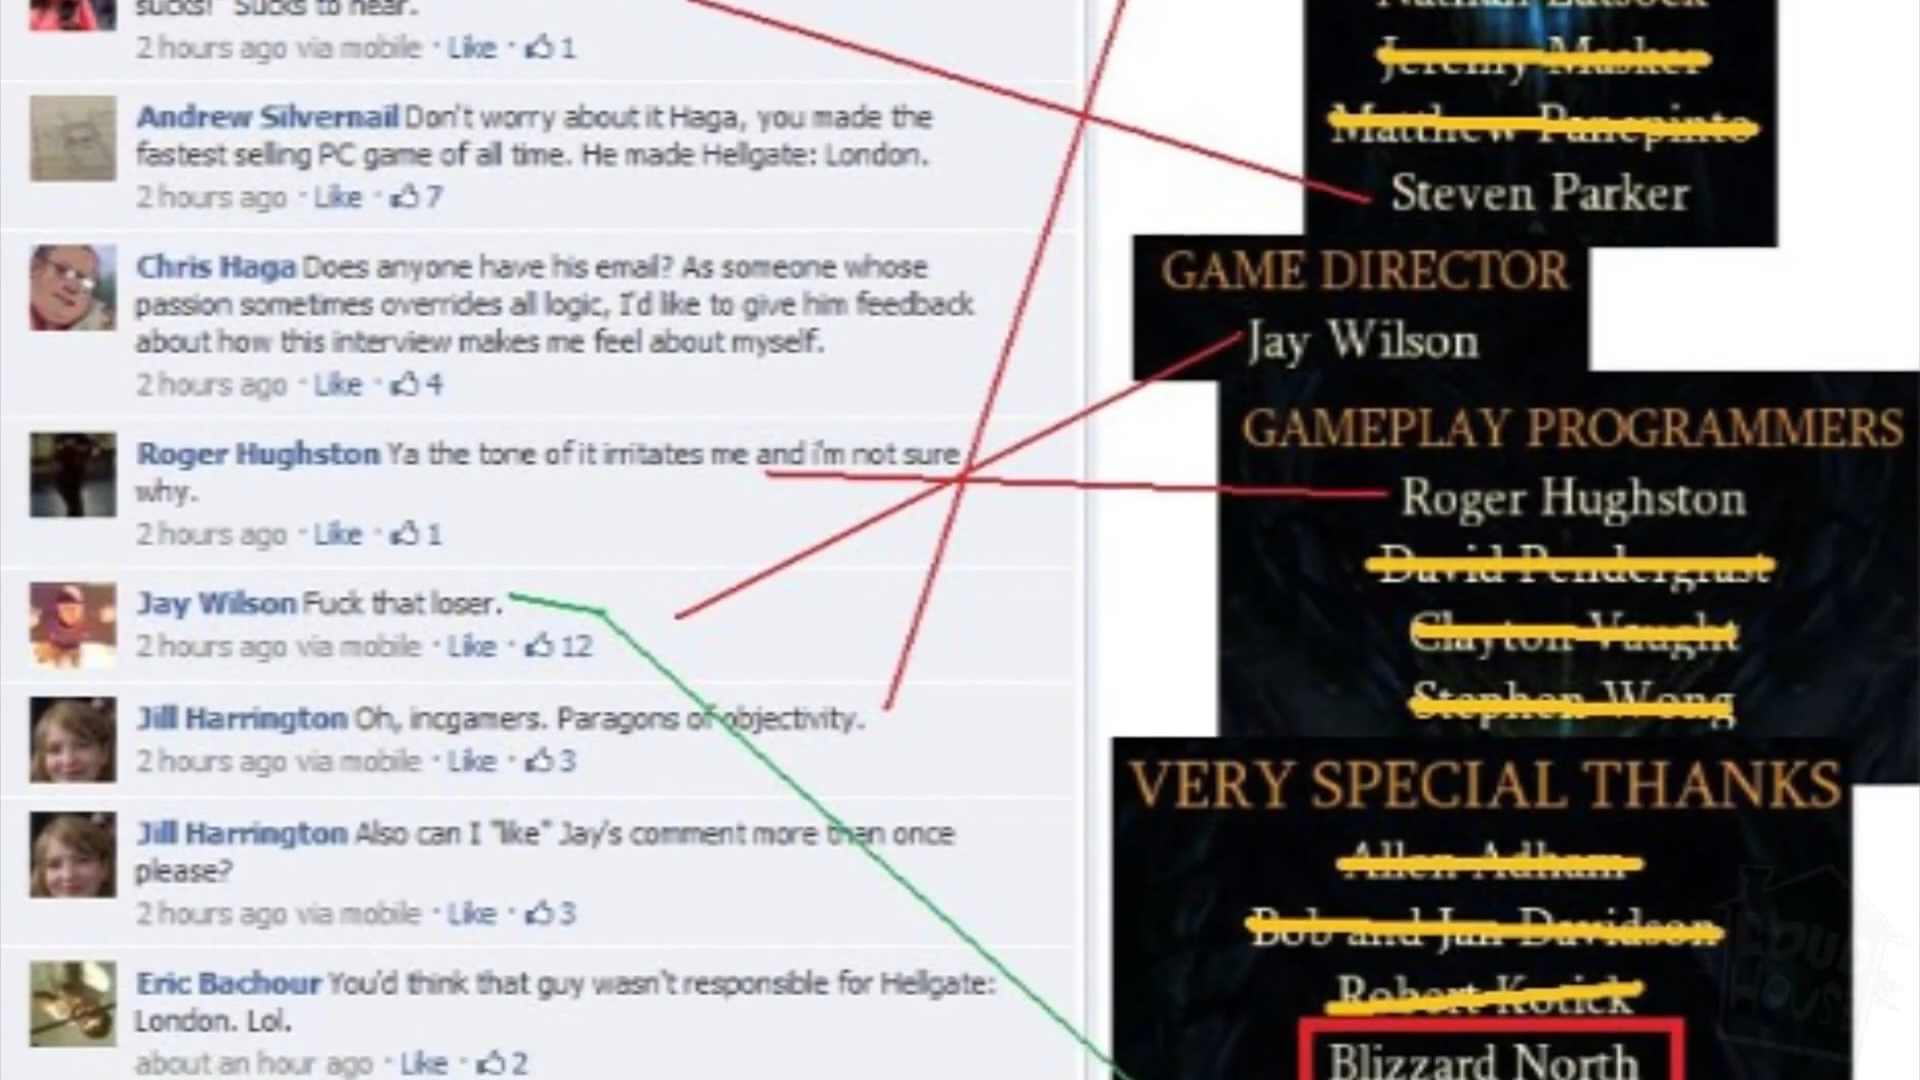 sucks!" Sucks to hear.
2 hours ago via mobile · Like · 1
Andrew Silvernail Don't worry about it Haga, you made the
fastest selling PC game of all time. He made Hellgate: London.
2 hours ago · Like · 7
Chris Haga Does anyone have his email? As someone whose
passion sometimes overrides all logic, I'd like to give him feedback
about how this interview makes me feel about myself.
2 hours ago · Like · 4
Roger Hughston Ya the tone of it irritates me and i'm not sure
why.
2 hours ago · Like · 1
Jay Wilson Fuck that loser.
2 hours ago via mobile · Like · 12
Jill Harrington Oh, incgamers. Paragons of objectivity.
2 hours ago via mobile · Like · 3
Jill Harrington Also can I "like" Jay's comment more than once
please?
2 hours ago via mobile · Like · 3
Eric Bachour You'd think that guy wasn't responsible for Hellgate:
London. Lol.
about an hour ago · Like · 2
Jeremy Masker
Matthew Panepinto
Steven Parker
GAME DIRECTOR
Jay Wilson
GAMEPLAY PROGRAMMERS
Roger Hughston
David Pendergrast
Clayton Vaught
Stephen Wong
VERY SPECIAL THANKS
Allen Adham
Bob and Jan Davidson
Robert Kotick
Blizzard North